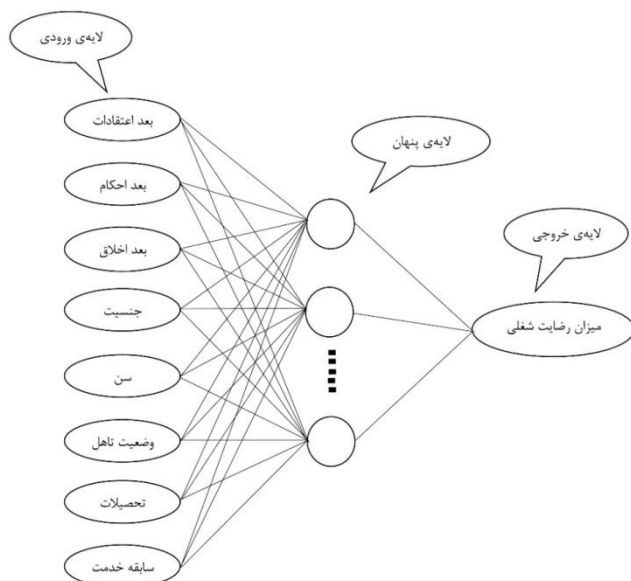 لایه‌ی ورودی
بعد اعتقادات
لایه‌ی پنهان
بعد احکام
لایه‌ی خروجی
بعد اخلاق
جنسیت
میزان رضایت شغلی
سن
وضعیت تاهل
تحصیلات
سابقه خدمت